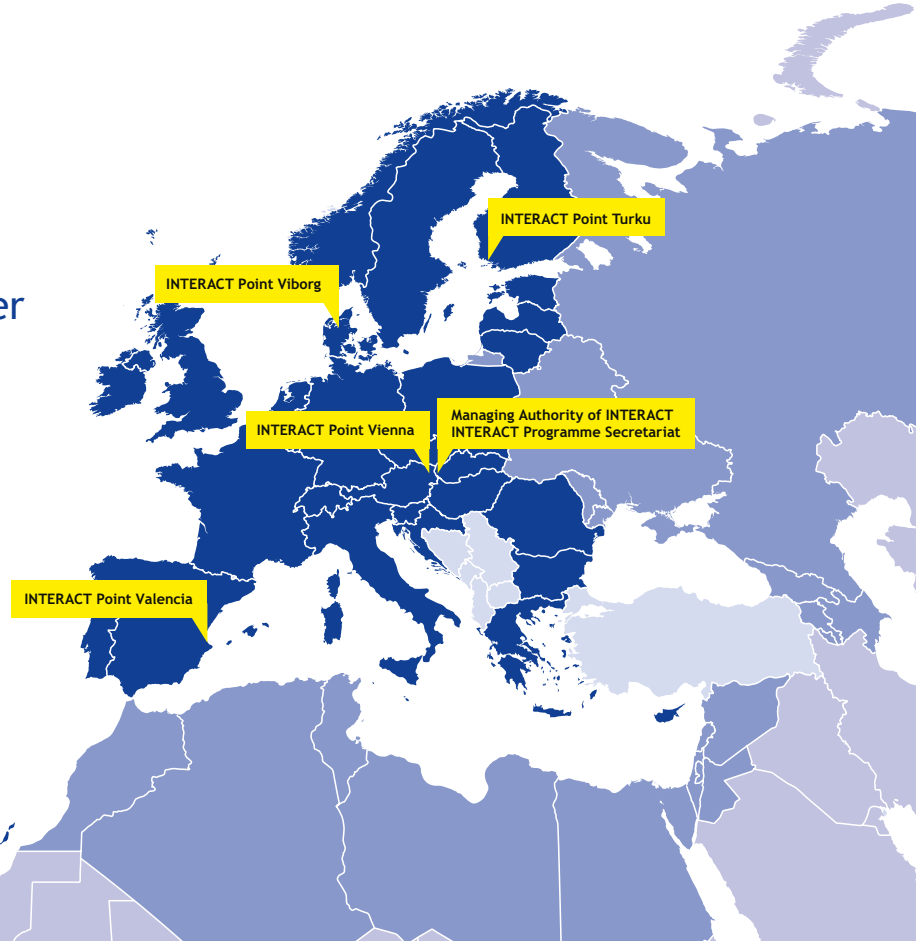 INTERACT Point Turku
INTERACT Point Viborg
er
Managing Authority of INTERACT
INTERACT Programme Secretariat
INTERACT Point Vienna
INTERACT Point Valencia